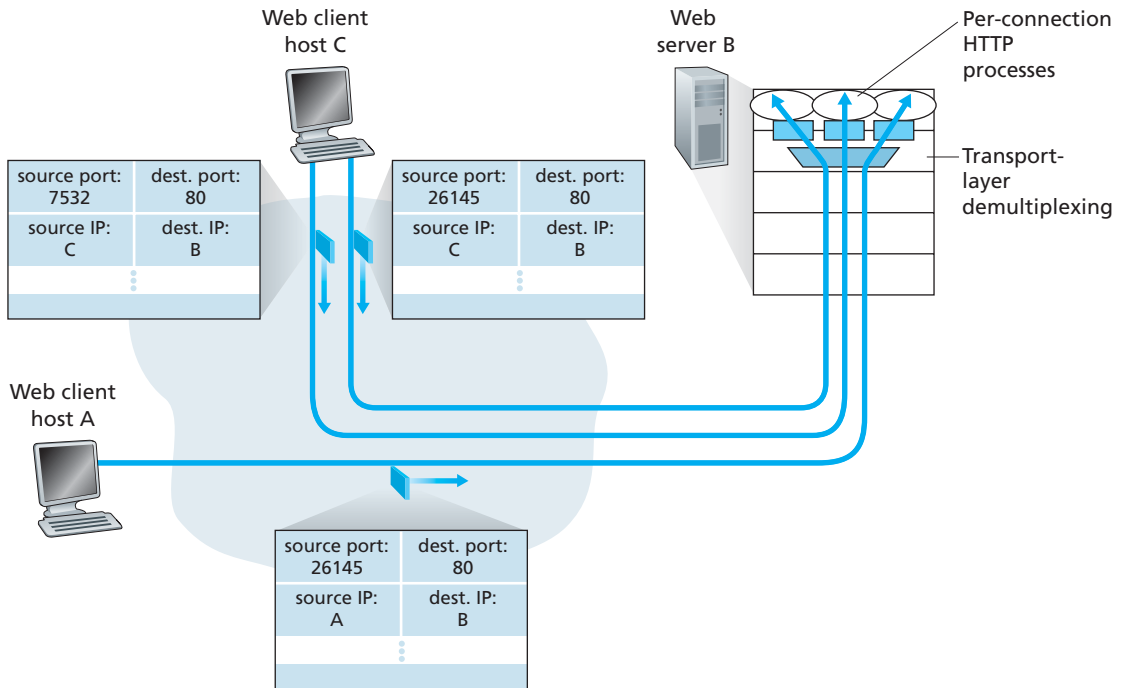 Web client
host C
Web
server B
Per-connection
HTTP
processes
Transport-
layer
demultiplexing
source port:
7532
dest. port:
80
source IP:
C
dest. IP:
B
source port:
26145
dest. port:
80
source IP:
C
dest. IP:
B
Web client
host A
source port:
26145
dest. port:
80
source IP:
A
dest. IP:
B